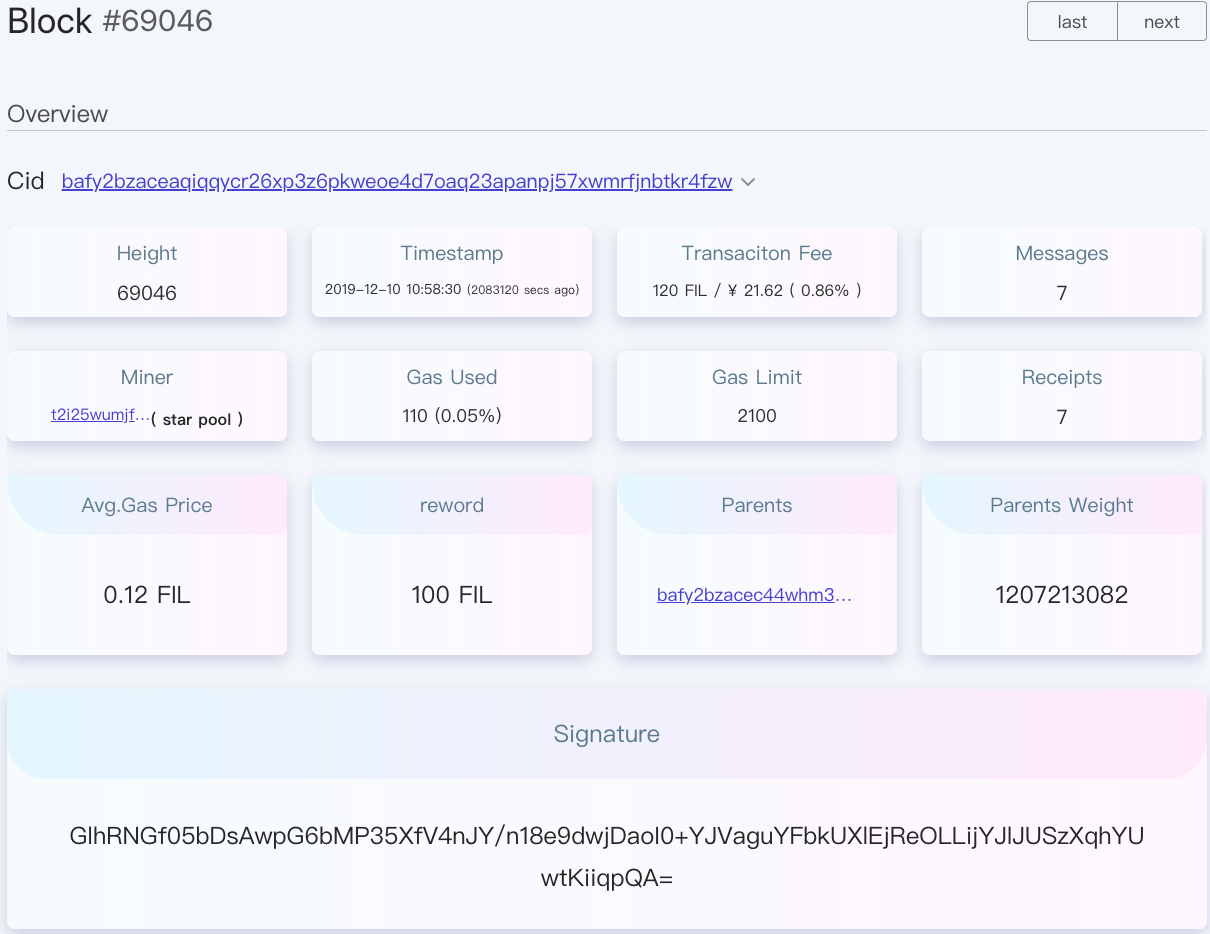 Block #69046
last
next
Overview
Cid bafy2bzaceaqiqqycr26xp3z6pkweoe4d7oaq23apanpj57xwmrfjnbtkr4fzw
Height
69046
Timestamp
2019-12-10 10:58:30 (2083120 secs ago)
Transaciton Fee
120 FIL / ¥ 21.62 ( 0.86% )
Messages
7
Miner
t2i25wumjf...( star pool )
Gas Used
110 (0.05%)
Gas Limit
2100
Receipts
7
Avg.Gas Price
0.12 FIL
reword
100 FIL
Parents
bafy2bzacec44whm3...
Parents Weight
1207213082
Signature
GlhRNGf05bDsAwpG6bMP35XfV4nJY/n18e9dwjDaol0+YJVaguYFbkUXlEjReOLLijYJlJUSzXqhYU
wtKiiqpQA=